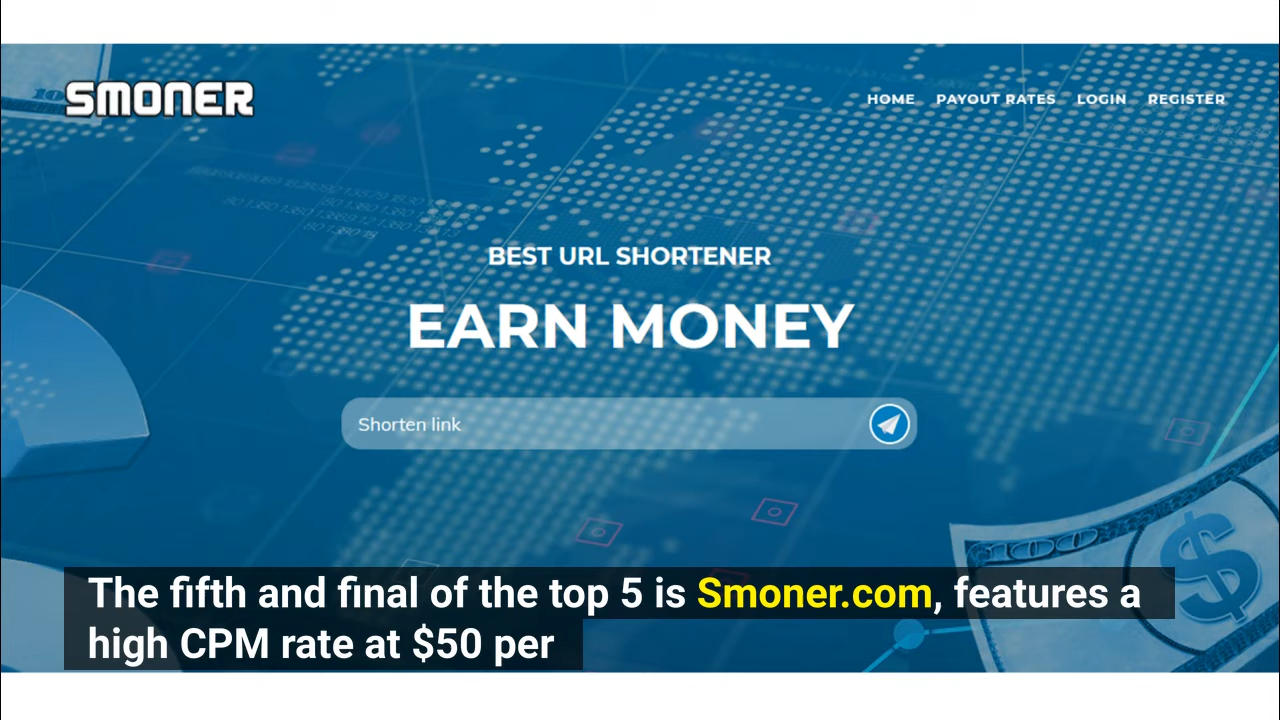 SMONER
HOME PAYOUT RATES LOGIN REGISTER
BEST URL SHORTENER
EARN MONEY
Shorten link
100
$
The fifth and final of the top 5 is Smoner.com, features a
high CPM rate at $50 per